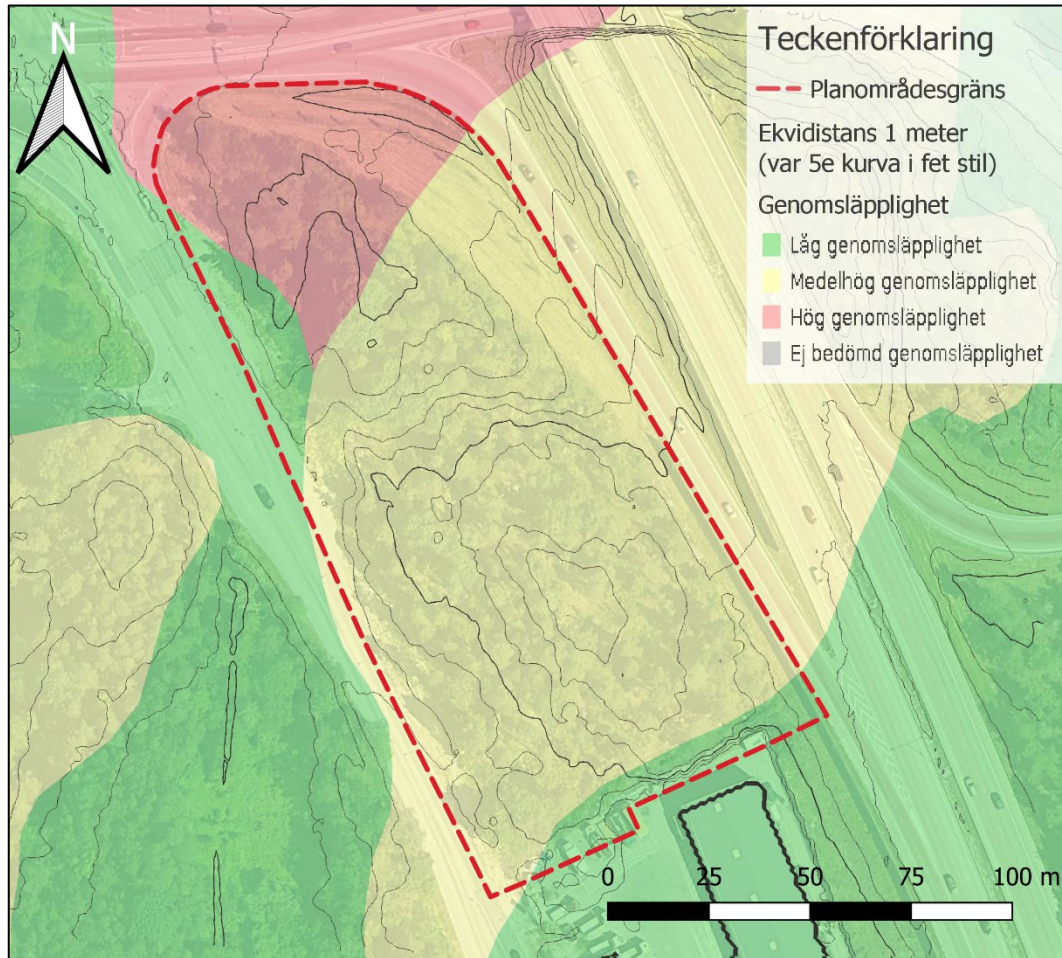 N
Teckenförklaring
Planområdesgräns
Ekvidistans 1 meter
(var 5e kurva i fet stil)
Genomsläpplighet
Låg genomsläpplighet
Medelhög genomsläpplighet
Hög genomsläpplighet
Ej bedömd genomsläpplighet
0 25 50 75 100 m